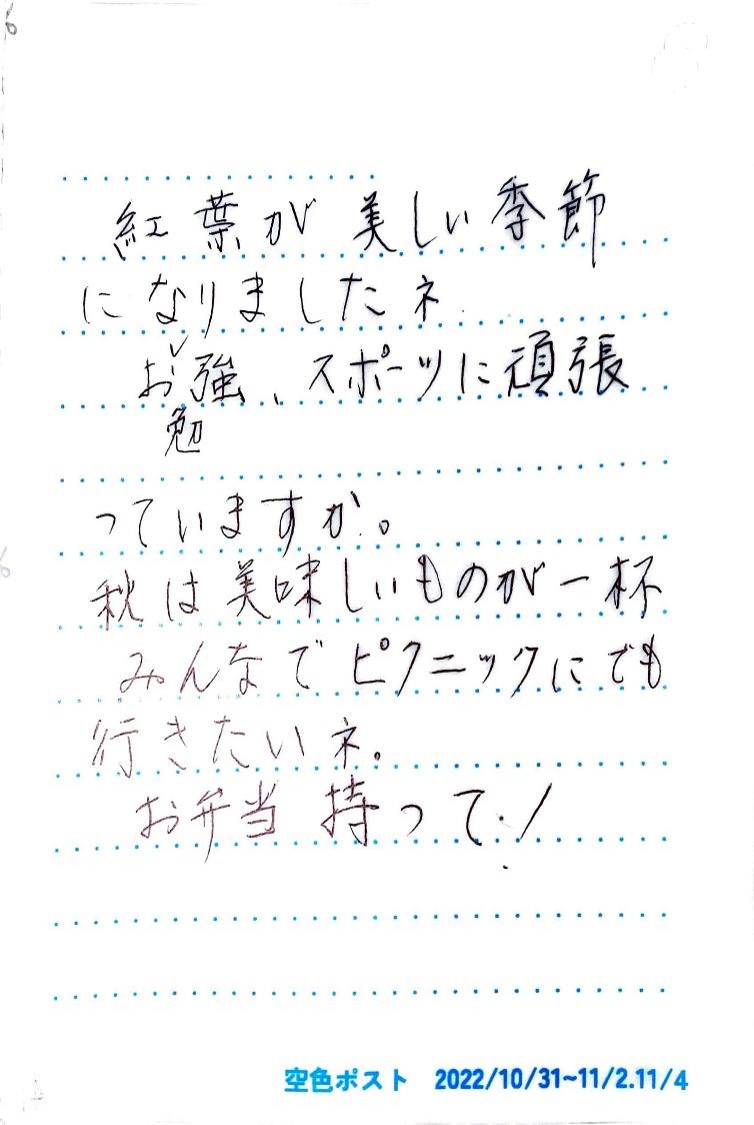 紅葉が美しい季節
になりましたネ
お勉強、スポーツに頑張
っていますか。
秋は美味しいものが一杯
みんなでピクニックにでも
行きたいネ。
お弁当持って!
空色ポスト 2022/10/31~11/2.11/4